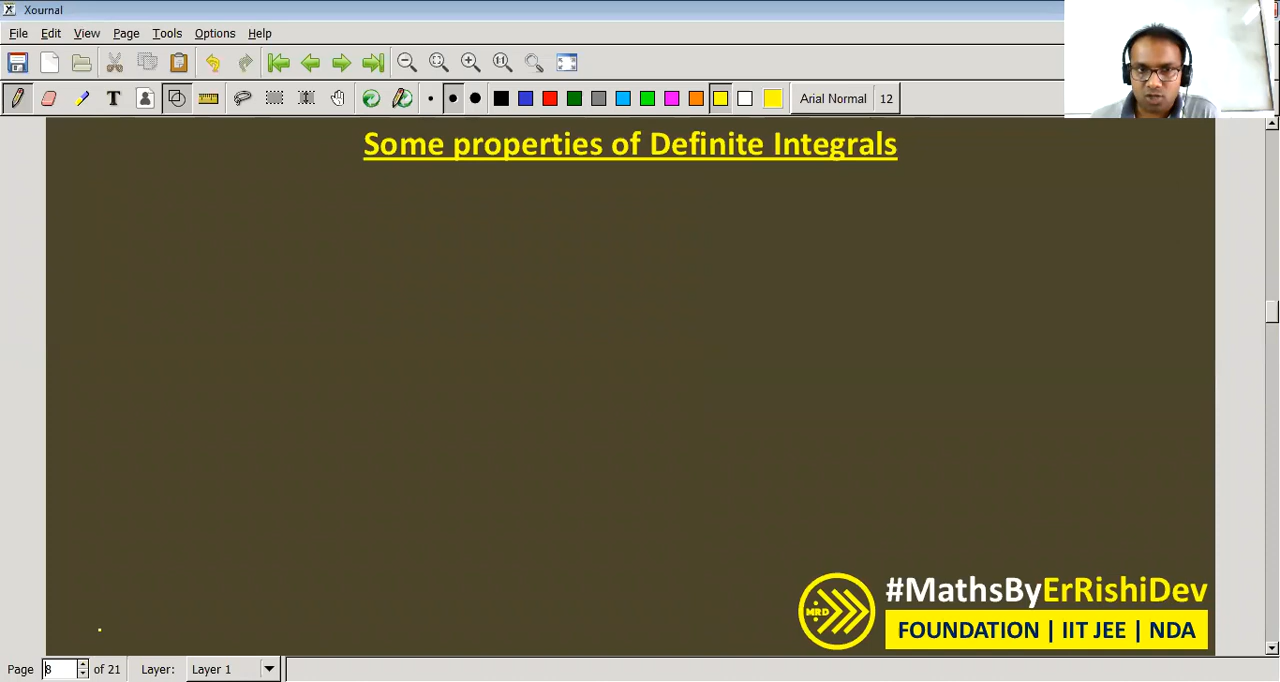 Xournal
File Edit View Page Tools Options Help
Arial Normal 12
Some properties of Definite Integrals
MRD
#MathsByErRishiDev
FOUNDATION | IIT JEE | NDA
Page 8 of 21 Layer: Layer 1